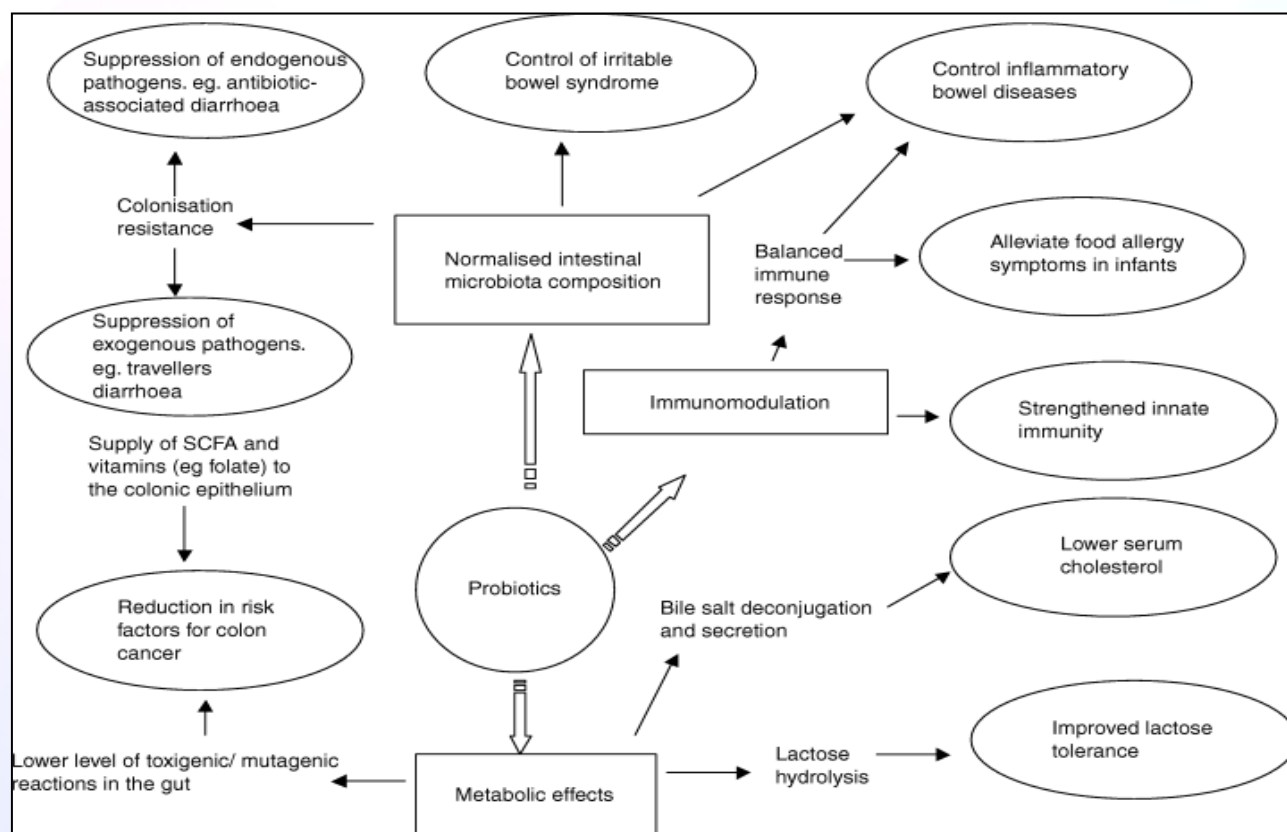 Suppression of endogenous
pathogens. eg. antibiotic-
associated diarrhoea
Control of irritable
bowel syndrome
Control inflammatory
bowel diseases
Colonisation
resistance
Normalised intestinal
microbiota composition
Balanced
immune
response
Alleviate food allergy
symptoms in infants
Suppression of
exogenous pathogens.
eg. travellers
diarrhoea
Immunomodulation
Strengthened innate
immunity
Supply of SCFA and
vitamins (eg folate) to
the colonic epithelium
Probiotics
Lower serum
cholesterol
Reduction in risk
factors for colon
cancer
Bile salt deconjugation
and secretion
Lower level of toxigenic/ mutagenic
reactions in the gut
Metabolic effects
Lactose
hydrolysis
Improved lactose
tolerance